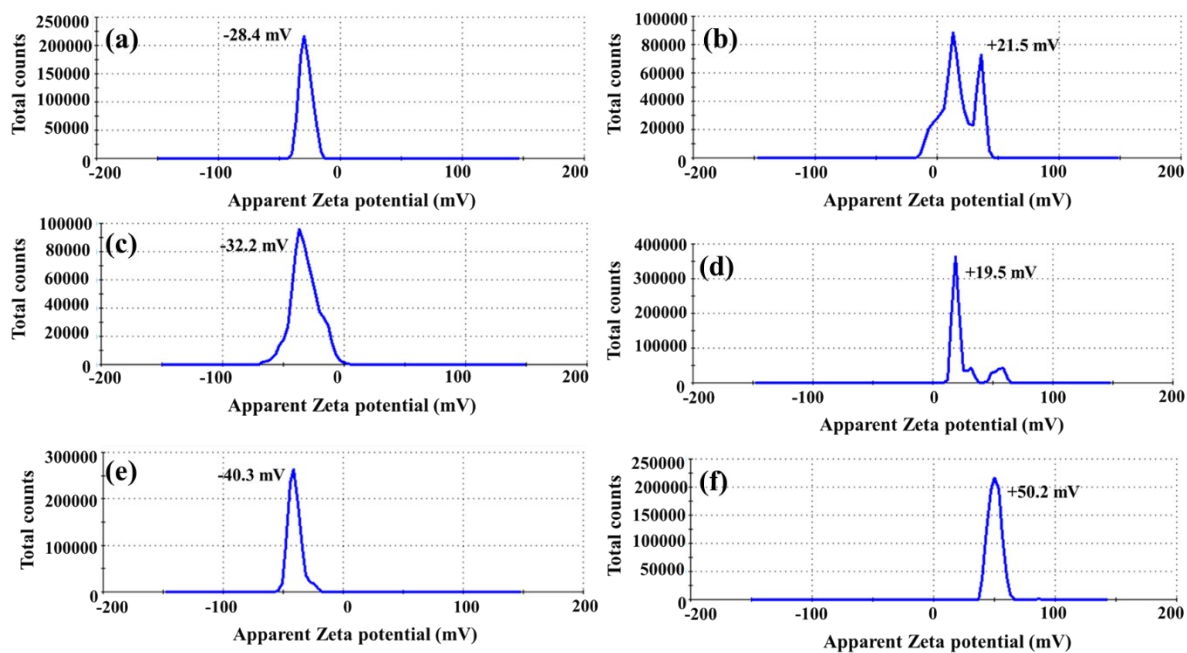 (a)
-28.4 mV
Total counts
250000
200000
150000
100000
50000
0
-200
-100
0
100
200
Apparent Zeta potential (mV)
(b)
+21.5 mV
Total counts
100000
80000
60000
40000
20000
0
-200
-100
0
100
200
Apparent Zeta potential (mV)
(c)
-32.2 mV
Total counts
100000
80000
60000
40000
20000
0
-200
-100
0
100
200
Apparent Zeta potential (mV)
(d)
+19.5 mV
Total counts
400000
300000
200000
100000
0
-200
-100
0
100
200
Apparent Zeta potential (mV)
(e)
-40.3 mV
Total counts
300000
200000
100000
0
-200
-100
0
100
200
Apparent Zeta potential (mV)
(f)
+50.2 mV
Total counts
250000
200000
150000
100000
50000
0
-200
-100
0
100
200
Apparent Zeta potential (mV)